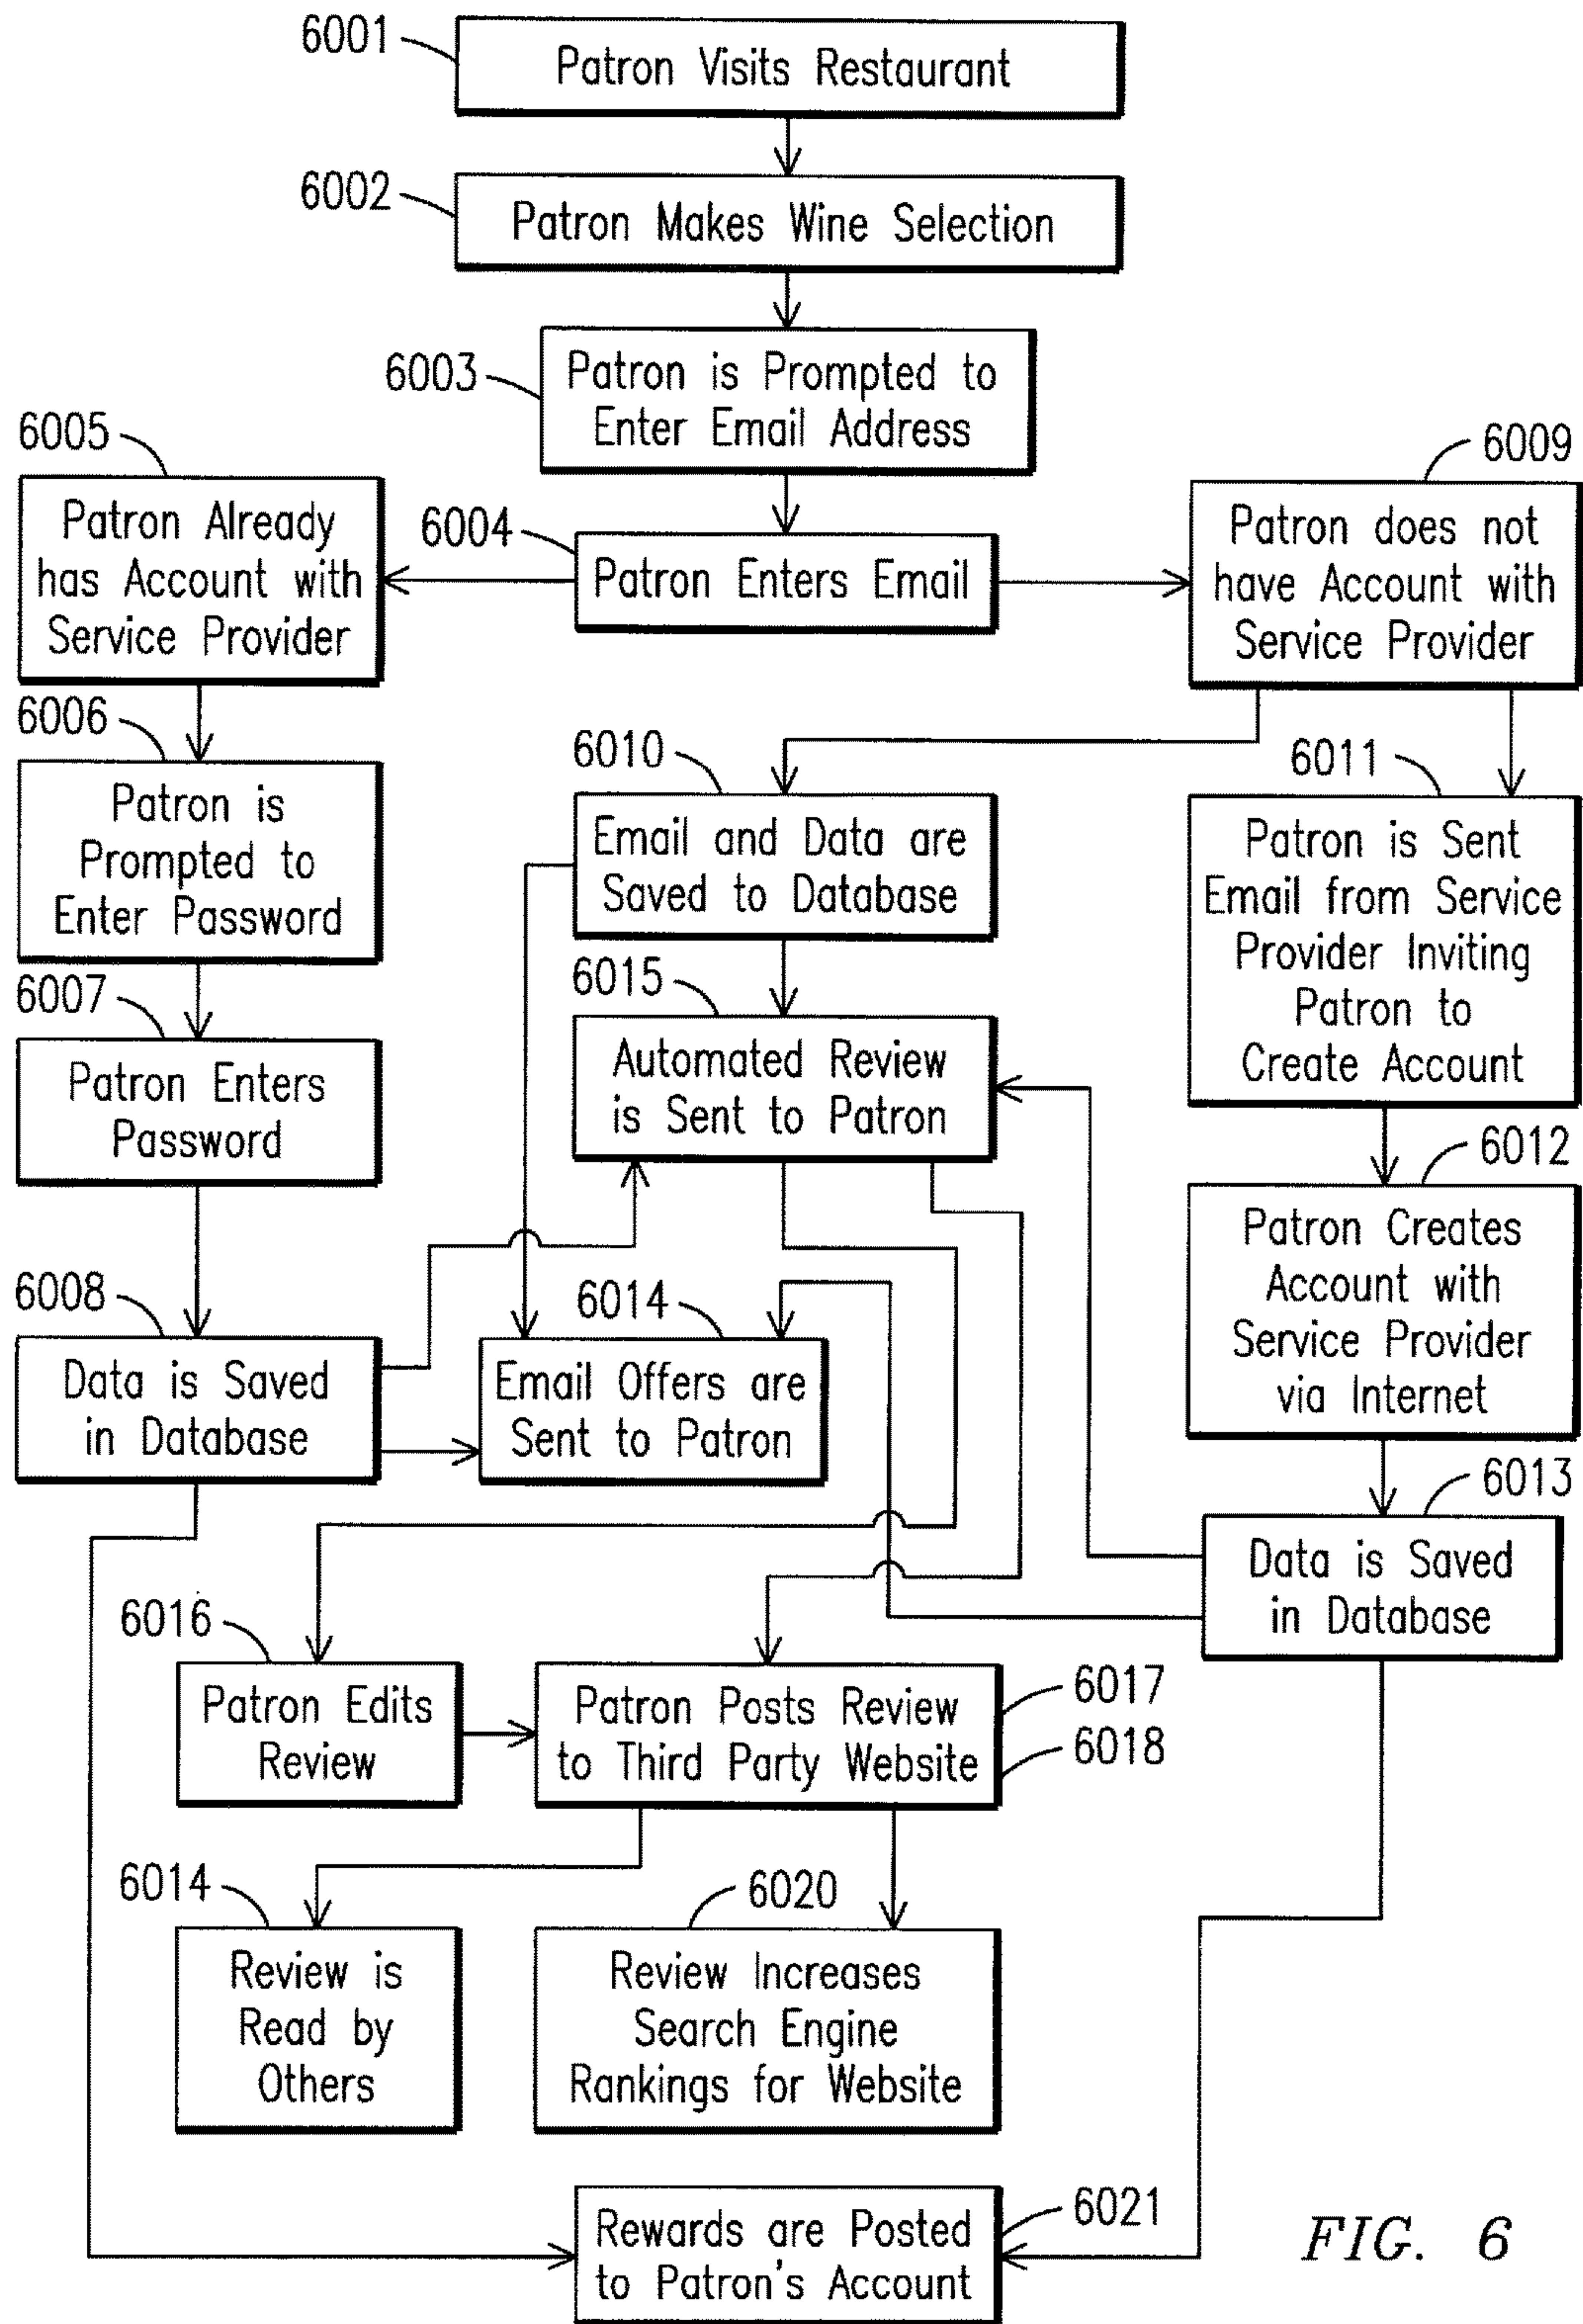 6001
Patron Visits Restaurant
6002
Patron Makes Wine Selection
6003
Patron is Prompted to
Enter Email Address
6005
Patron Already
has Account with
Service Provider
6004
Patron Enters Email
6009
Patron does not
have Account with
Service Provider
6006
Patron is
Prompted to
Enter Password
6010
Email and Data are
Saved to Database
6011
Patron is Sent
Email from Service
Provider Inviting
Patron to
Create Account
6007
Patron Enters
Password
6015
Automated Review
is Sent to Patron
6012
Patron Creates
Account with
Service Provider
via Internet
6008
Data is Saved
in Database
6014
Email Offers are
Sent to Patron
6013
Data is Saved
in Database
6016
Patron Edits
Review
Patron Posts Review
to Third Party Website
6017
6018
6014
Review is
Read by
Others
6020
Review Increases
Search Engine
Rankings for Website
6021
Rewards are Posted
to Patron's Account
FIG. 6